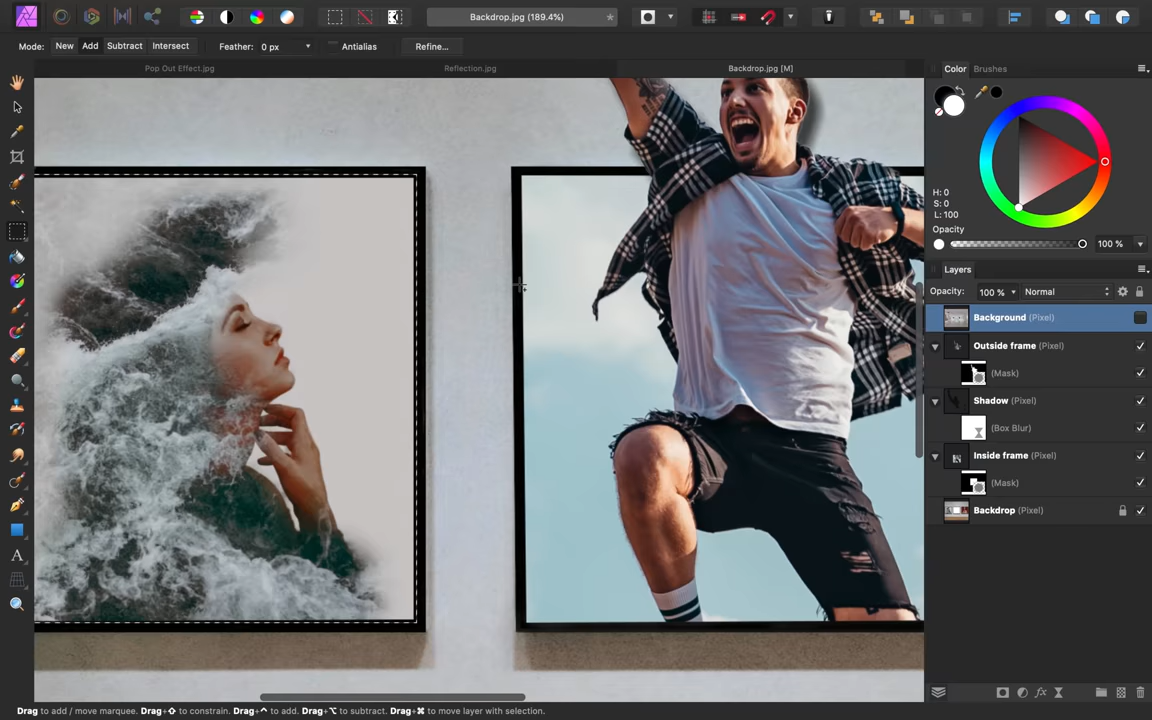 Backdrop.jpg (189.4%)
Mode: New Add Subtract Intersect Feather: 0 px Antialias Refine...
Pop Out Effect.jpg Reflection.jpg Backdrop.jpg [M]
Color Brushes
H: 0
S: 0
L: 100
Opacity
100 %
Layers
Opacity: 100 % Normal
Background (Pixel)
Outside frame (Pixel)
(Mask)
Shadow (Pixel)
(Box Blur)
Inside frame (Pixel)
(Mask)
Backdrop (Pixel)
A
Drag to add / move marquee. Drag+⇧ to constrain. Drag+^ to add. Drag+⌥ to subtract. Drag+⌘ to move layer with selection.